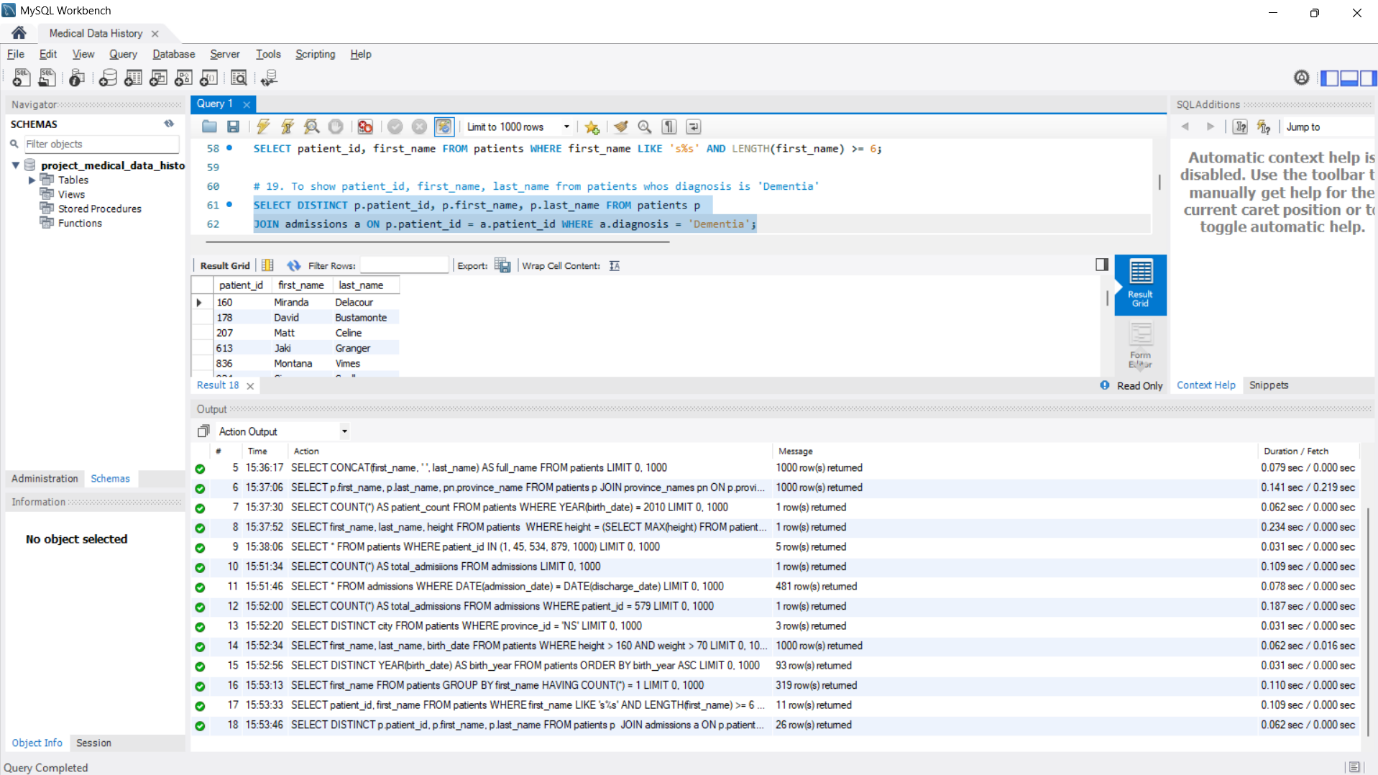 MySQL Workbench
Medical Data History
File Edit View Query Database Server Tools Scripting Help
Navigator
SCHEMAS
Filter objects
project_medical_data_histo
Tables
Views
Stored Procedures
Functions
Administration Schemas
Information
No object selected
Object Info Session
Query Completed
Query 1
Limit to 1000 rows
58 SELECT patient_id, first_name FROM patients WHERE first_name LIKE 's%s' AND LENGTH(first_name) >= 6;
59
60 # 19. To show patient_id, first_name, last_name from patients whos diagnosis is 'Dementia'
61 SELECT DISTINCT p.patient_id, p.first_name, p.last_name FROM patients p
62 JOIN admissions a ON p.patient_id = a.patient_id WHERE a.diagnosis = 'Dementia';
Result Grid Filter Rows: Export: Wrap Cell Content:
patient_id first_name last_name
160 Miranda Delacour
178 David Bustamonte
207 Matt Celine
613 Jaki Granger
836 Montana Vimes
Result Grid
Form Editor
Result 18
Read Only
SQLAdditions
Jump to
Automatic context help is
disabled. Use the toolbar t
manually get help for the
current caret position or to
toggle automatic help.
Context Help Snippets
Output
Action Output
# Time Action Message Duration / Fetch
5 15:36:17 SELECT CONCAT(first_name, ' ', last_name) AS full_name FROM patients LIMIT 0, 1000 1000 row(s) returned 0.079 sec / 0.000 sec
6 15:37:06 SELECT p.first_name, p.last_name, pn.province_name FROM patients p JOIN province_names pn ON p.provi... 1000 row(s) returned 0.141 sec / 0.219 sec
7 15:37:30 SELECT COUNT(*) AS patient_count FROM patients WHERE YEAR(birth_date) = 2010 LIMIT 0, 1000 1 row(s) returned 0.062 sec / 0.000 sec
8 15:37:52 SELECT first_name, last_name, height FROM patients WHERE height = (SELECT MAX(height) FROM patient... 1 row(s) returned 0.234 sec / 0.000 sec
9 15:38:06 SELECT * FROM patients WHERE patient_id IN (1, 45, 534, 879, 1000) LIMIT 0, 1000 5 row(s) returned 0.031 sec / 0.000 sec
10 15:51:34 SELECT COUNT(*) AS total_admisiions FROM admissions LIMIT 0, 1000 1 row(s) returned 0.109 sec / 0.000 sec
11 15:51:46 SELECT * FROM admissions WHERE DATE(admission_date) = DATE(discharge_date) LIMIT 0, 1000 481 row(s) returned 0.078 sec / 0.000 sec
12 15:52:00 SELECT COUNT(*) AS total_admissions FROM admissions WHERE patient_id = 579 LIMIT 0, 1000 1 row(s) returned 0.187 sec / 0.000 sec
13 15:52:20 SELECT DISTINCT city FROM patients WHERE province_id = 'NS' LIMIT 0, 1000 3 row(s) returned 0.031 sec / 0.000 sec
14 15:52:34 SELECT first_name, last_name, birth_date FROM patients WHERE height > 160 AND weight > 70 LIMIT 0, 10... 1000 row(s) returned 0.062 sec / 0.016 sec
15 15:52:56 SELECT DISTINCT YEAR(birth_date) AS birth_year FROM patients ORDER BY birth_year ASC LIMIT 0, 1000 93 row(s) returned 0.031 sec / 0.000 sec
16 15:53:13 SELECT first_name FROM patients GROUP BY first_name HAVING COUNT(*) = 1 LIMIT 0, 1000 319 row(s) returned 0.110 sec / 0.000 sec
17 15:53:33 SELECT patient_id, first_name FROM patients WHERE first_name LIKE 's%s' AND LENGTH(first_name) >= 6 ... 11 row(s) returned 0.109 sec / 0.000 sec
18 15:53:46 SELECT DISTINCT p.patient_id, p.first_name, p.last_name FROM patients p JOIN admissions a ON p.patient... 26 row(s) returned 0.062 sec / 0.000 sec